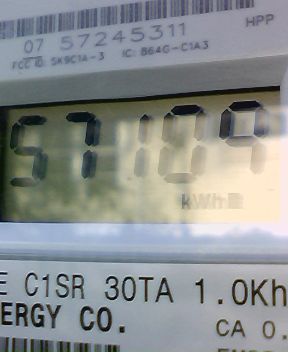 07 57245311 HPP
FCC ID: SK9C1A-3 IC: 864G-C1A3
57109
kWh
E C1SR 30TA 1.0Kh
ERGY CO.
CA 0.